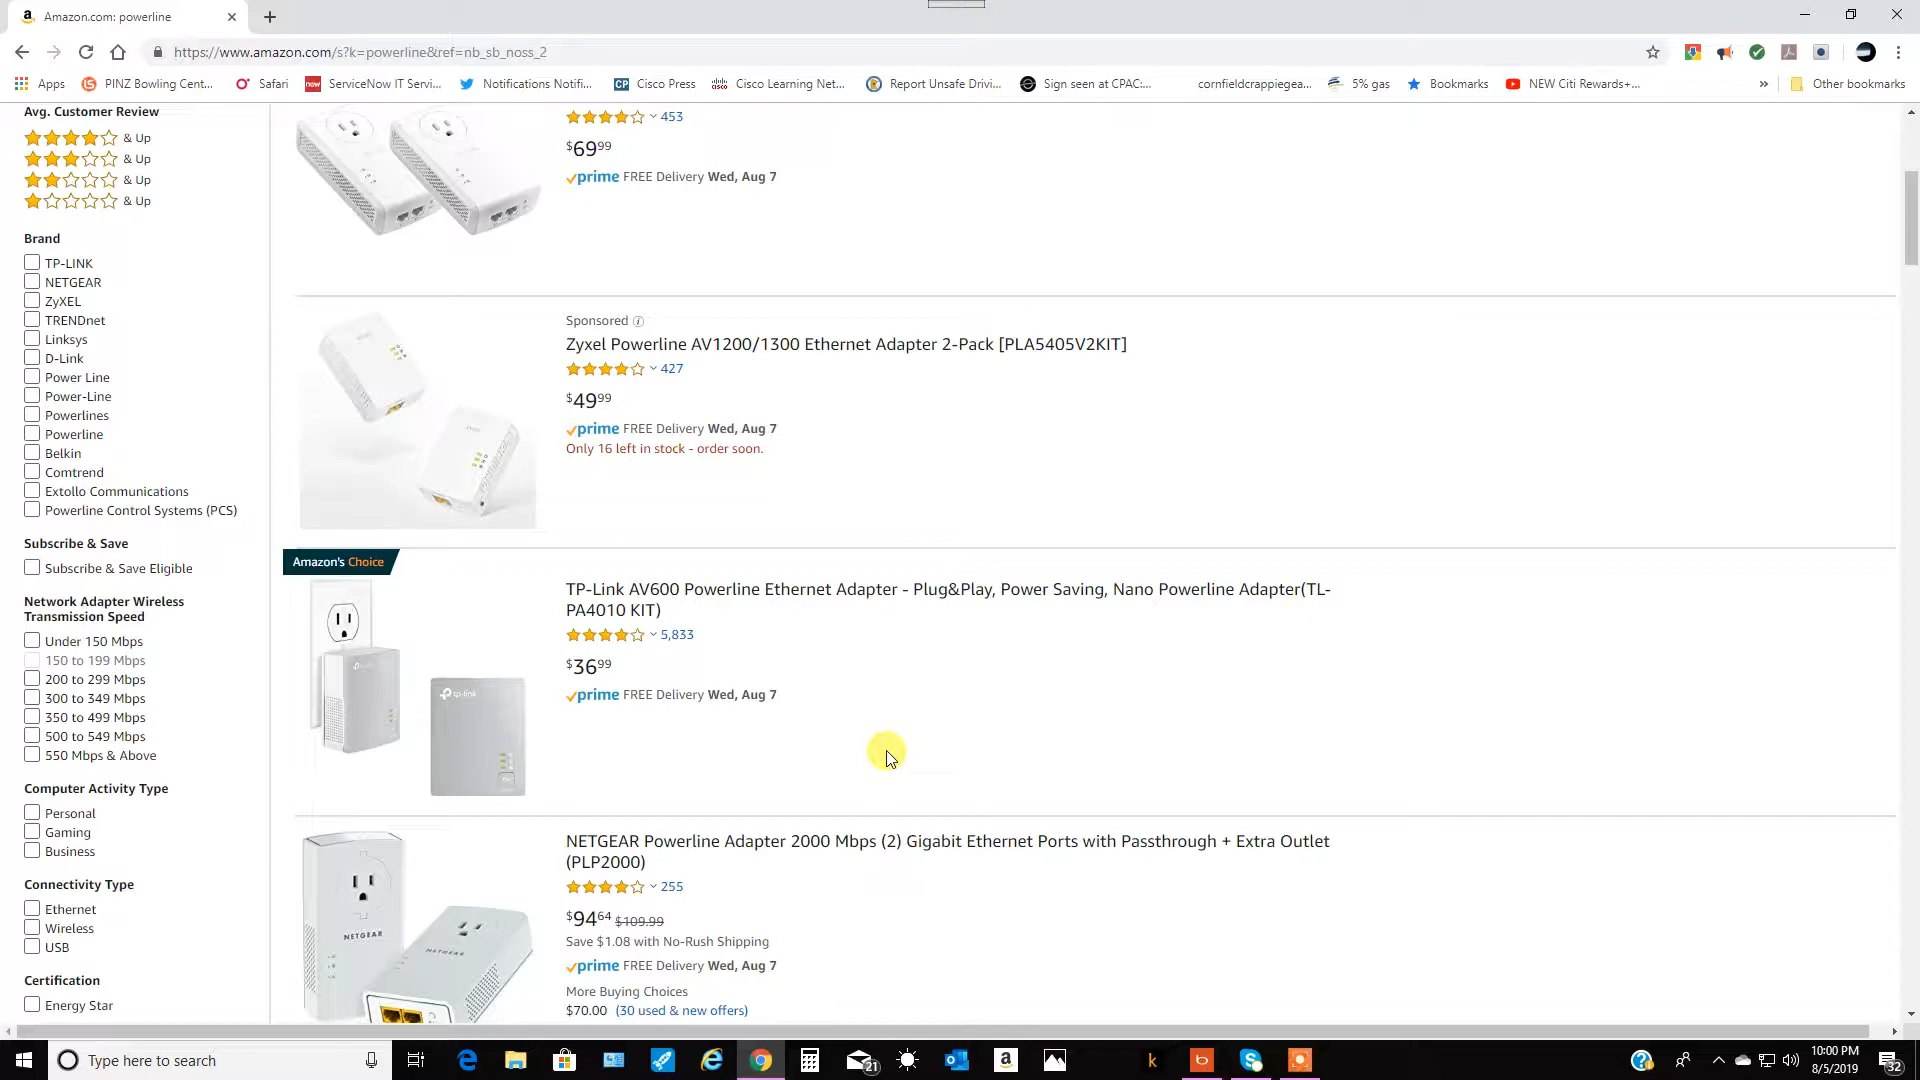 Amazon.com: powerline
https://www.amazon.com/s?k=powerline&ref=nb_sb_noss_2
Apps
PINZ Bowling Cent...
Safari
now
ServiceNow IT Servi...
Notifications Notifi...
CP
Cisco Press
Cisco Learning Net...
Report Unsafe Drivi...
Sign seen at CPAC:...
cornfieldcrappiegea...
5% gas
Bookmarks
NEW Citi Rewards+...
»
Other bookmarks
Avg. Customer Review
& Up
& Up
& Up
& Up
Brand
TP-LINK
NETGEAR
ZyXEL
TRENDnet
Linksys
D-Link
Power Line
Power-Line
Powerlines
Powerline
Belkin
Comtrend
Extollo Communications
Powerline Control Systems (PCS)
Subscribe & Save
Subscribe & Save Eligible
Network Adapter Wireless
Transmission Speed
Under 150 Mbps
150 to 199 Mbps
200 to 299 Mbps
300 to 349 Mbps
350 to 499 Mbps
500 to 549 Mbps
550 Mbps & Above
Computer Activity Type
Personal
Gaming
Business
Connectivity Type
Ethernet
Wireless
USB
Certification
Energy Star
453
$6999
prime FREE Delivery Wed, Aug 7
Sponsored
Zyxel Powerline AV1200/1300 Ethernet Adapter 2-Pack [PLA5405V2KIT]
427
$4999
prime FREE Delivery Wed, Aug 7
Only 16 left in stock - order soon.
Amazon's Choice
TP-Link AV600 Powerline Ethernet Adapter - Plug&Play, Power Saving, Nano Powerline Adapter(TL-
PA4010 KIT)
5,833
$3699
prime FREE Delivery Wed, Aug 7
tp-link
NETGEAR Powerline Adapter 2000 Mbps (2) Gigabit Ethernet Ports with Passthrough + Extra Outlet
(PLP2000)
255
$9464 $109.99
Save $1.08 with No-Rush Shipping
prime FREE Delivery Wed, Aug 7
More Buying Choices
$70.00 (30 used & new offers)
NETGEAR
NETGEAR
Type here to search
21
10:00 PM
8/5/2019
32